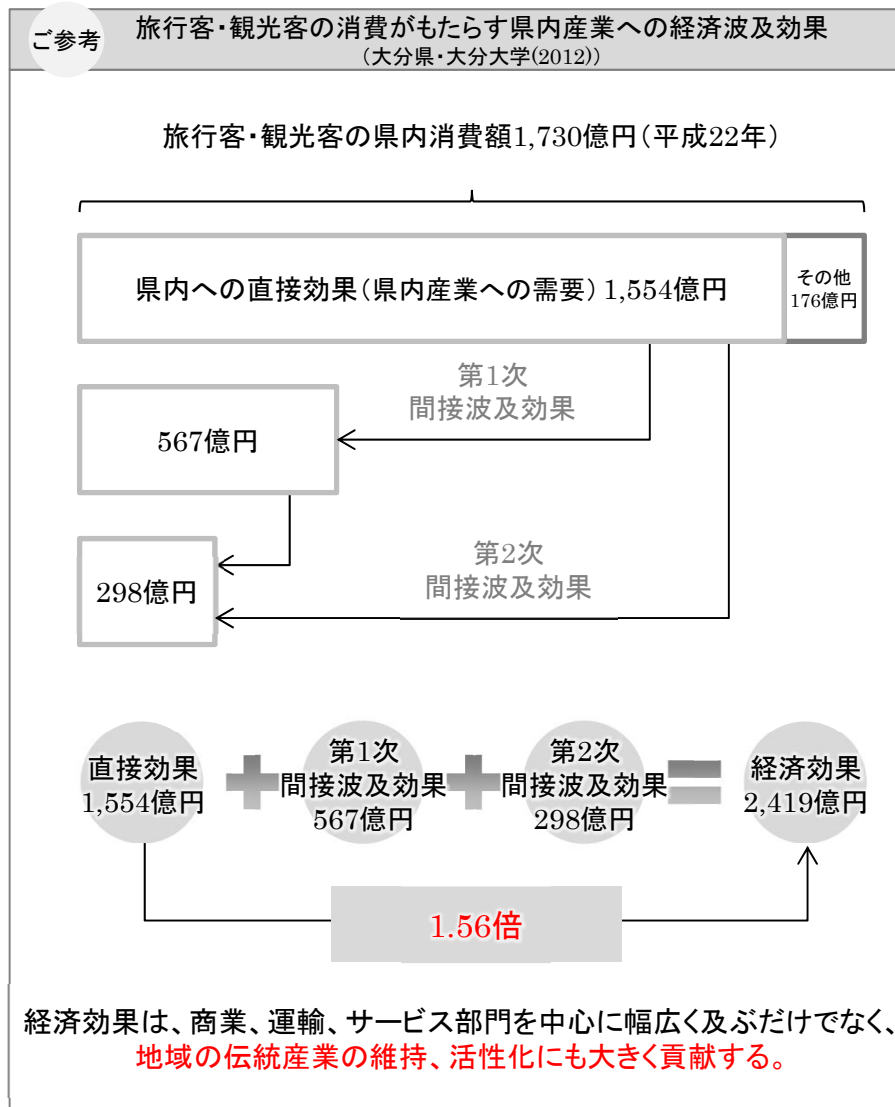 ご参考
旅行客・観光客の消費がもたらす県内産業への経済波及効果
(大分県・大分大学(2012))
旅行客・観光客の県内消費額1,730億円(平成22年)
県内への直接効果(県内産業への需要) 1,554億円
その他
176億円
第1次
間接波及効果
567億円
第2次
間接波及効果
298億円
直接効果
1,554億円
第1次
間接波及効果
567億円
第2次
間接波及効果
298億円
経済効果
2,419億円
1.56倍
経済効果は、商業、運輸、サービス部門を中心に幅広く及ぶだけでなく、
地域の伝統産業の維持、活性化にも大きく貢献する。